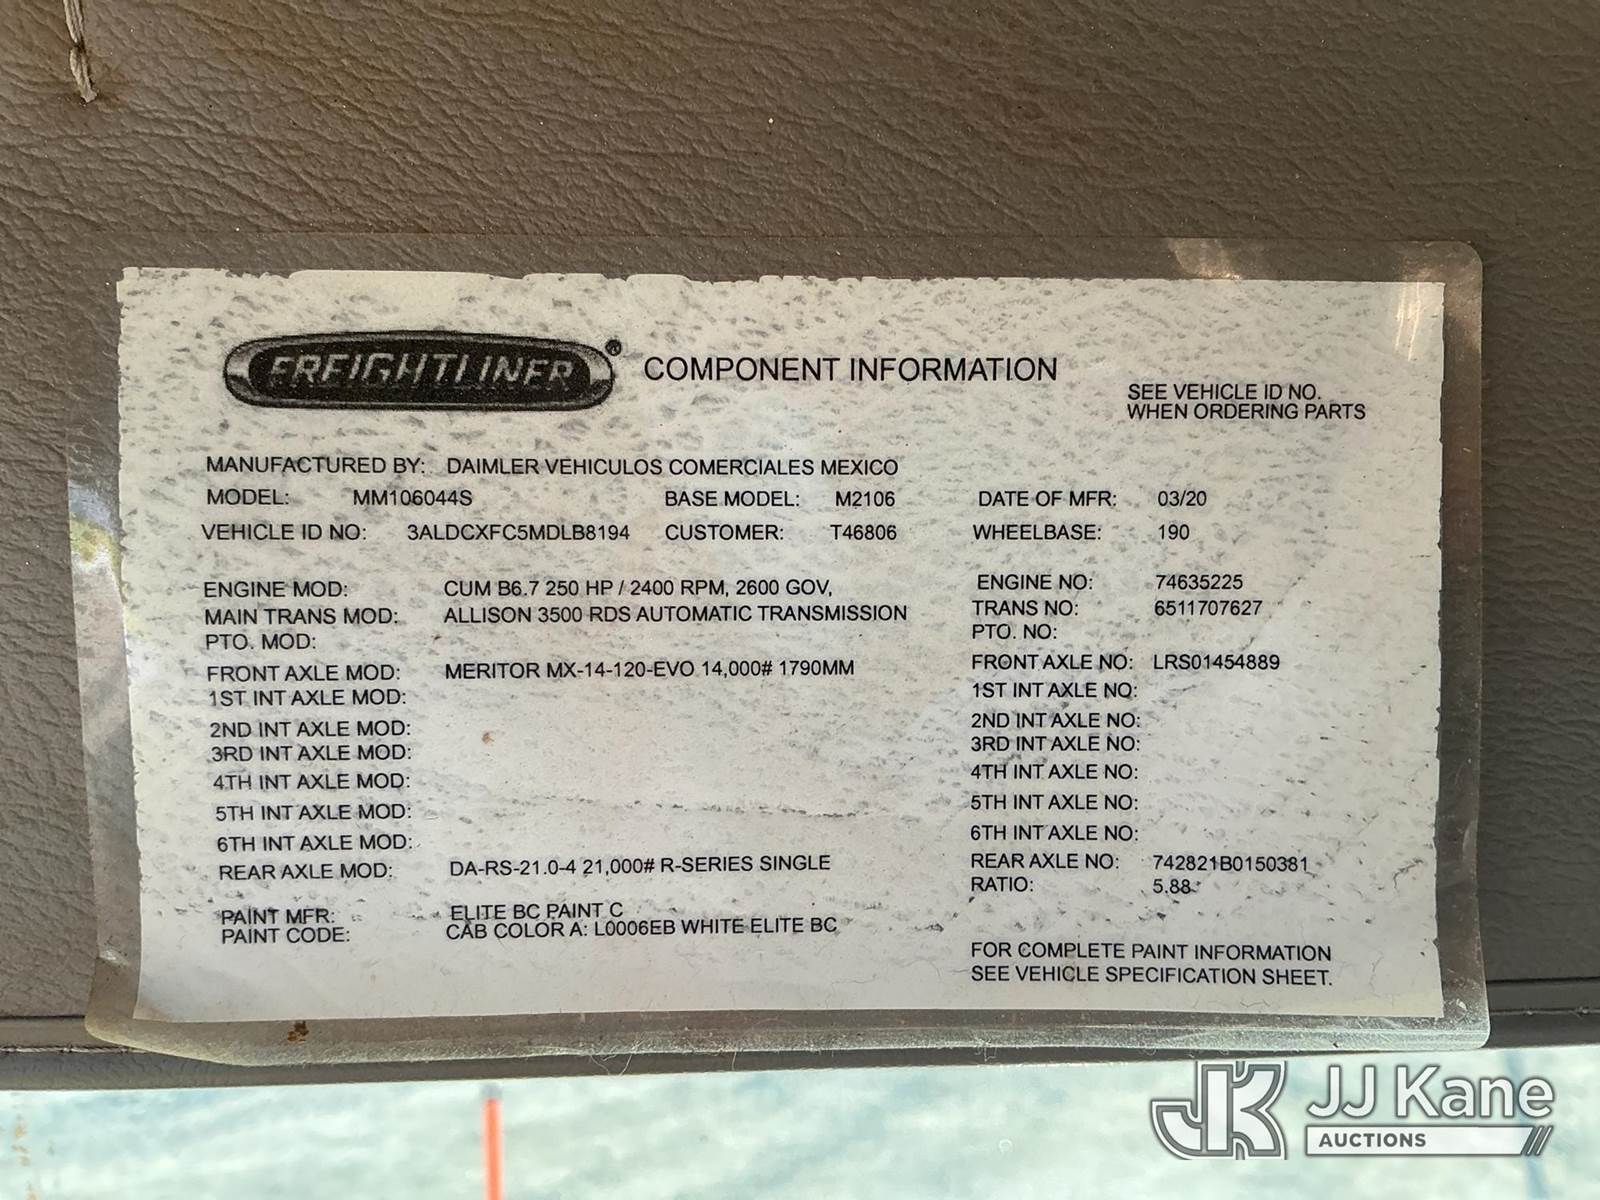 FREIGHTLINER® COMPONENT INFORMATION
SEE VEHICLE ID NO.
WHEN ORDERING PARTS
MANUFACTURED BY: DAIMLER VEHICULOS COMERCIALES MEXICO
MODEL: MM106044S BASE MODEL: M2106 DATE OF MFR: 03/20
VEHICLE ID NO: 3ALDCXFC5MDLB8194 CUSTOMER: T46806 WHEELBASE: 190
ENGINE MOD: CUM B6.7 250 HP / 2400 RPM, 2600 GOV, ENGINE NO: 74635225
MAIN TRANS MOD: ALLISON 3500 RDS AUTOMATIC TRANSMISSION TRANS NO: 6511707627
PTO. MOD: PTO. NO:
FRONT AXLE MOD: MERITOR MX-14-120-EVO 14,000# 1790MM FRONT AXLE NO: LRS01454889
1ST INT AXLE MOD: 1ST INT AXLE NO:
2ND INT AXLE MOD: 2ND INT AXLE NO:
3RD INT AXLE MOD: 3RD INT AXLE NO:
4TH INT AXLE MOD: 4TH INT AXLE NO:
5TH INT AXLE MOD: 5TH INT AXLE NO:
6TH INT AXLE MOD: 6TH INT AXLE NO:
REAR AXLE MOD: DA-RS-21.0-4 21,000# R-SERIES SINGLE REAR AXLE NO: 742821B0150381
RATIO: 5.88
PAINT MFR: ELITE BC PAINT C
PAINT CODE: CAB COLOR A: L0006EB WHITE ELITE BC
FOR COMPLETE PAINT INFORMATION
SEE VEHICLE SPECIFICATION SHEET.
JK JJ Kane
AUCTIONS